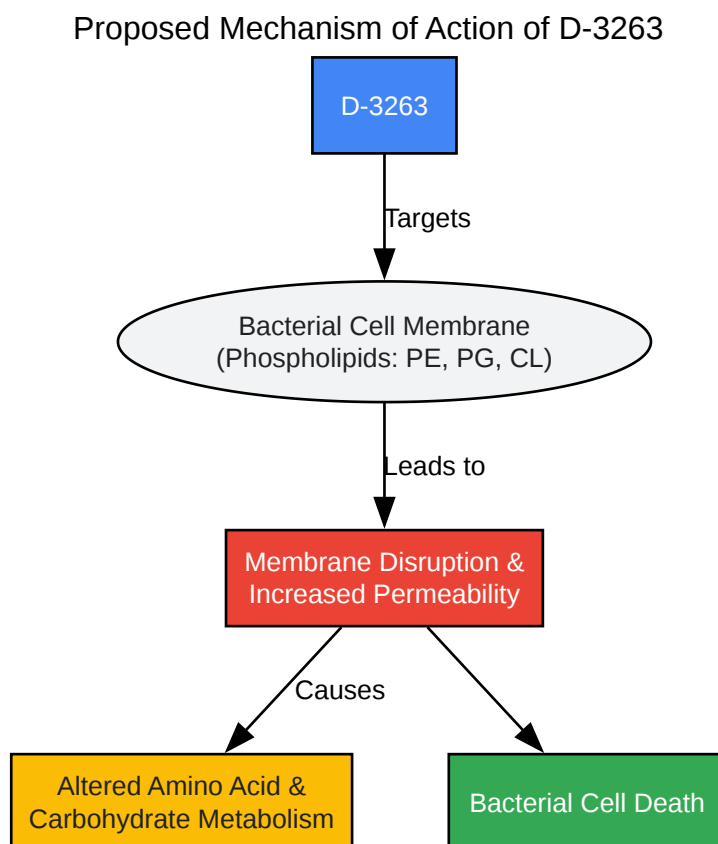 Proposed Mechanism of Action of D-3263
D-3263
Targets
Bacterial Cell Membrane
(Phospholipids: PE, PG, CL)
Leads to
Membrane Disruption &
Increased Permeability
Causes
Altered Amino Acid &
Carbohydrate Metabolism
Bacterial Cell Death